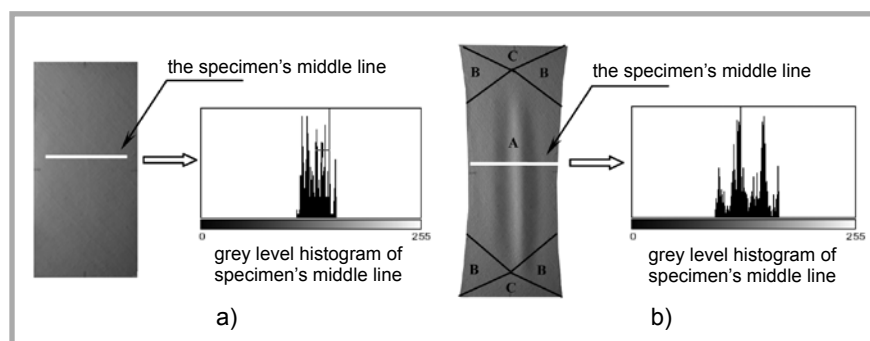 the specimen's middle line
0
255
grey level histogram of
specimen's middle line
a)
C
B
B
A
B
B
C
the specimen's middle line
0
255
grey level histogram of
specimen's middle line
b)